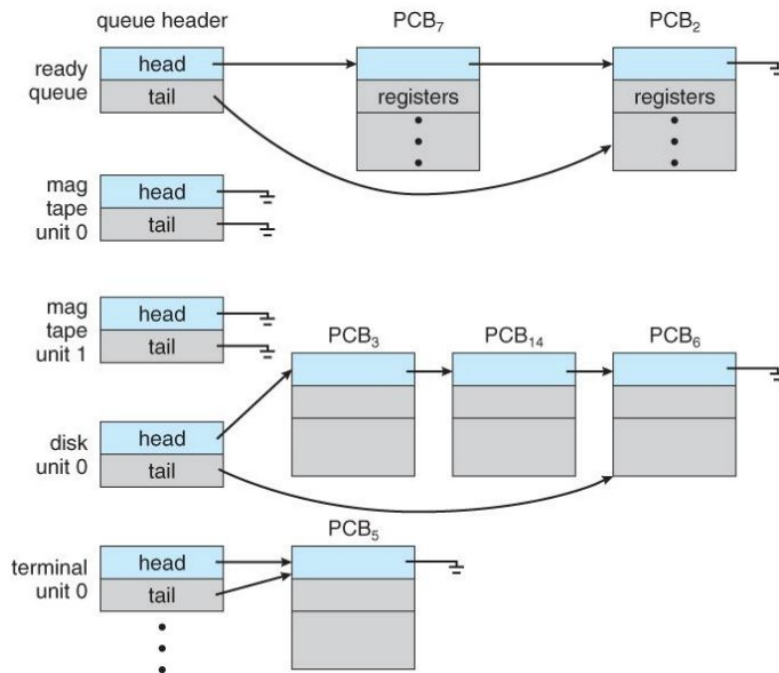 queue header
PCB7
PCB2
ready
queue
head
tail
registers
registers
mag
tape
unit 0
head
tail
mag
tape
unit 1
head
tail
PCB3
PCB14
PCB6
disk
unit 0
head
tail
PCB5
terminal
unit 0
head
tail